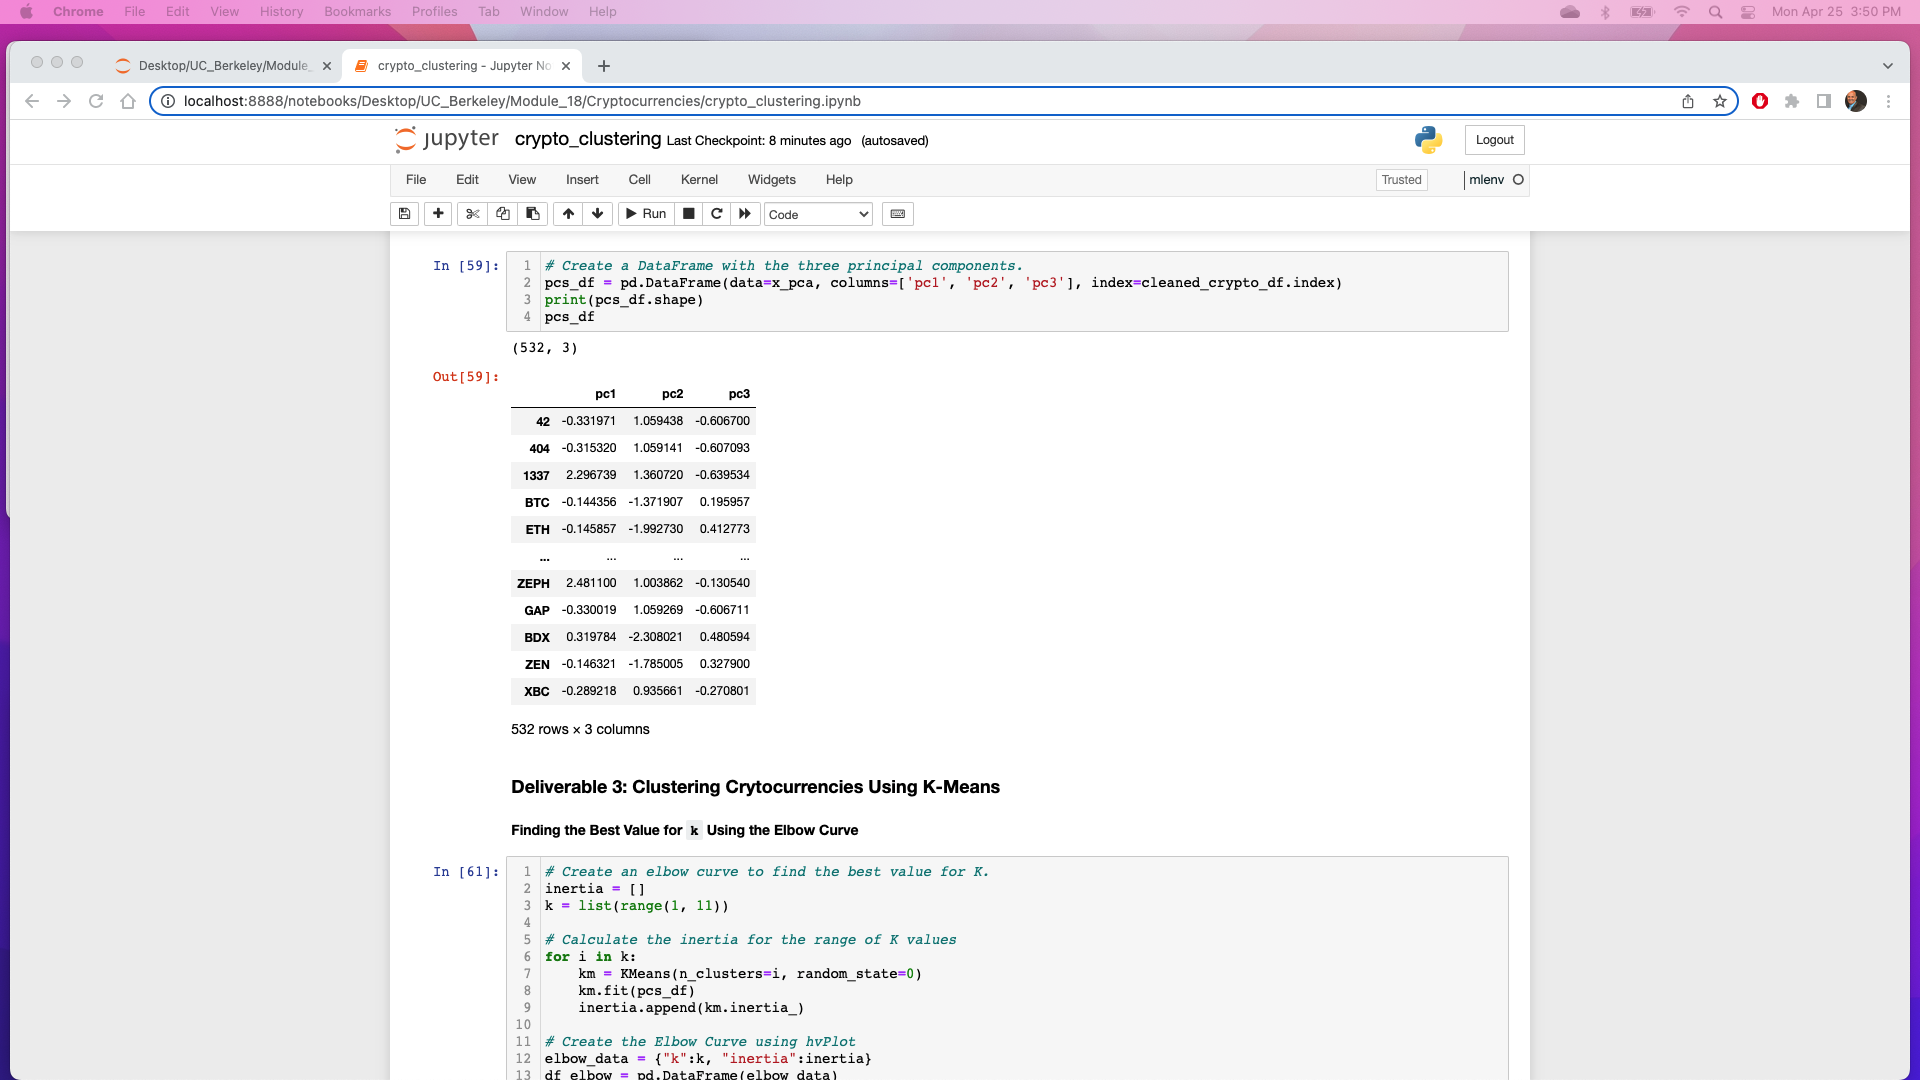 Chrome File Edit View History Bookmarks Profiles Tab Window Help Mon Apr 25 3:50 PM
Desktop/UC_Berkeley/Module_ crypto_clustering - Jupyter No
localhost:8888/notebooks/Desktop/UC_Berkeley/Module_18/Cryptocurrencies/crypto_clustering.ipynb
jupyter crypto_clustering Last Checkpoint: 8 minutes ago (autosaved) Logout
File Edit View Insert Cell Kernel Widgets Help Trusted mlenv
Run Code
In [59]: 1 # Create a DataFrame with the three principal components.
2 pcs_df = pd.DataFrame(data=x_pca, columns=['pc1', 'pc2', 'pc3'], index=cleaned_crypto_df.index)
3 print(pcs_df.shape)
4 pcs_df
(532, 3)
Out[59]:
pc1 pc2 pc3
42 -0.331971 1.059438 -0.606700
404 -0.315320 1.059141 -0.607093
1337 2.296739 1.360720 -0.639534
BTC -0.144356 -1.371907 0.195957
ETH -0.145857 -1.992730 0.412773
... ... ... ...
ZEPH 2.481100 1.003862 -0.130540
GAP -0.330019 1.059269 -0.606711
BDX 0.319784 -2.308021 0.480594
ZEN -0.146321 -1.785005 0.327900
XBC -0.289218 0.935661 -0.270801
532 rows × 3 columns
Deliverable 3: Clustering Crytocurrencies Using K-Means
Finding the Best Value for k Using the Elbow Curve
In [61]: 1 # Create an elbow curve to find the best value for K.
2 inertia = []
3 k = list(range(1, 11))
4
5 # Calculate the inertia for the range of K values
6 for i in k:
7 km = KMeans(n_clusters=i, random_state=0)
8 km.fit(pcs_df)
9 inertia.append(km.inertia_)
10
11 # Create the Elbow Curve using hvPlot
12 elbow_data = {"k":k, "inertia":inertia}
13 df_elbow = pd.DataFrame(elbow_data)